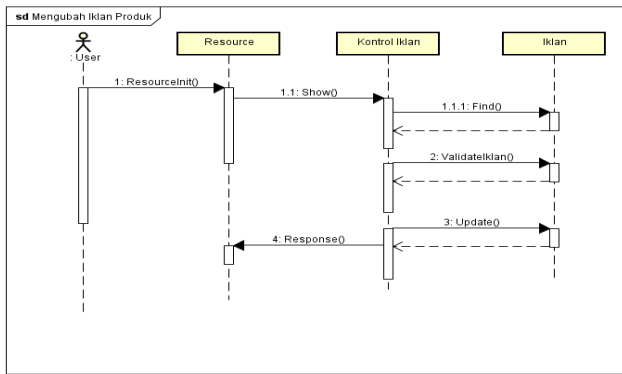 sd Mengubah Iklan Produk
: User
Resource
Kontrol Iklan
Iklan
1: ResourceInit()
1.1: Show()
1.1.1: Find()
2: ValidateIklan()
3: Update()
4: Response()